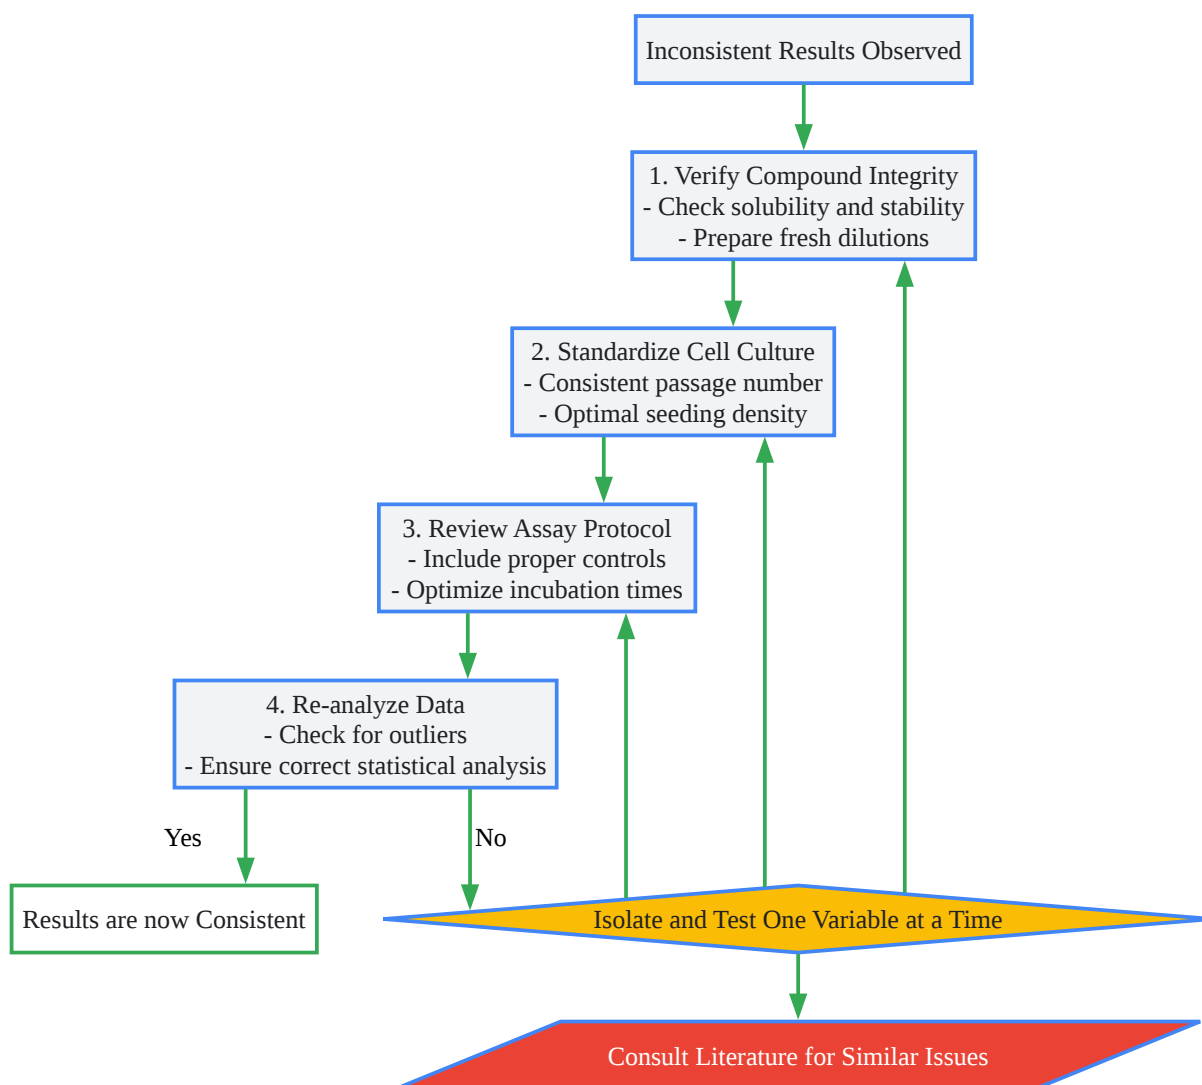 Inconsistent Results Observed
1. Verify Compound Integrity
- Check solubility and stability
- Prepare fresh dilutions
2. Standardize Cell Culture
- Consistent passage number
- Optimal seeding density
3. Review Assay Protocol
- Include proper controls
- Optimize incubation times
4. Re-analyze Data
- Check for outliers
- Ensure correct statistical analysis
Yes
No
Results are now Consistent
Isolate and Test One Variable at a Time
Consult Literature for Similar Issues